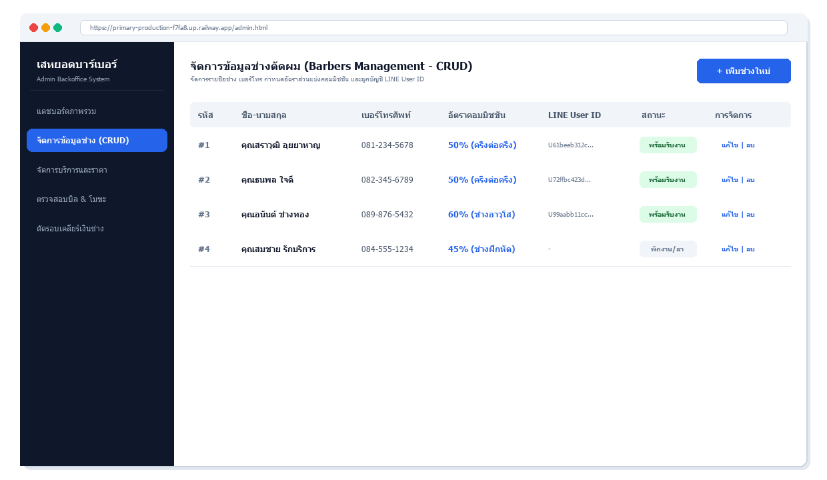 https://primary-production-f7fa8.up.railway.app/admin.html
เสหยอดบาร์เบอร์
Admin Backoffice System
แดชบอร์ดภาพรวม
จัดการข้อมูลช่าง (CRUD)
จัดการบริการและราคา
ตรวจสอบบิล & โบนะ
ตัดรอบเคลียร์เงินช่าง
จัดการข้อมูลช่างตัดผม (Barbers Management - CRUD)
จัดการรายชื่อช่าง เบอร์โทร กำหนดอัตราส่วนแบ่งคอมมิชชัน และผูกบัญชี LINE User ID
+ เพิ่มช่างใหม่
รหัส ชื่อ-นามสกุล เบอร์โทรศัพท์ อัตราคอมมิชชัน LINE User ID สถานะ การจัดการ
#1 คุณสราวุฒิ อุยยาหาญ 081-234-5678 50% (ครึ่งต่อครึ่ง) U61beeb312c... พร้อมรับงาน แก้ไข | ลบ
#2 คุณธนพล ใจดี 082-345-6789 50% (ครึ่งต่อครึ่ง) U72ffbc423d... พร้อมรับงาน แก้ไข | ลบ
#3 คุณอนันต์ ช่างทอง 089-876-5432 60% (ช่างอาวุโส) U99aabb11cc... พร้อมรับงาน แก้ไข | ลบ
#4 คุณสมชาย รักบริการ 084-555-1234 45% (ช่างฝึกหัด) - พักงาน/ลา แก้ไข | ลบ